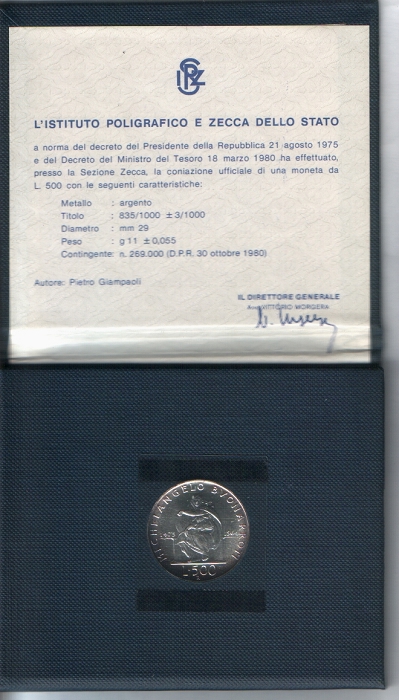 IPZS
L'ISTITUTO POLIGRAFICO E ZECCA DELLO STATO
a norma del decreto del Presidente della Repubblica 21 agosto 1975
e del Decreto del Ministro del Tesoro 18 marzo 1980 ha effettuato,
presso la Sezione Zecca, la coniazione ufficiale di una moneta da
L. 500 con le seguenti caratteristiche:
Metallo : argento
Titolo : 835/1000 ± 3/1000
Diametro : mm 29
Peso : g 11 ± 0,055
Contingente: n. 269.000 (D.P.R. 30 ottobre 1980)
Autore: Pietro Giampaoli
IL DIRETTORE GENERALE
VITTORIO MORGERA
MICHELANGELO BVONARROTI
L.500